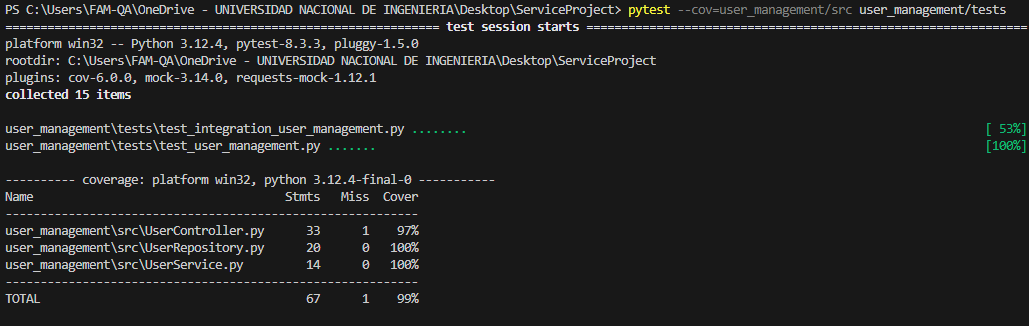 PS C:\Users\FAM-QA\OneDrive - UNIVERSIDAD NACIONAL DE INGENIERIA\Desktop\ServiceProject> pytest --cov=user_management/src user_management/tests
============================================================== test session starts ===============================================================
platform win32 -- Python 3.12.4, pytest-8.3.3, pluggy-1.5.0
rootdir: C:\Users\FAM-QA\OneDrive - UNIVERSIDAD NACIONAL DE INGENIERIA\Desktop\ServiceProject
plugins: cov-6.0.0, mock-3.14.0, requests-mock-1.12.1
collected 15 items
user_management\tests\test_integration_user_management.py ........ [ 53%]
user_management\tests\test_user_management.py ....... [100%]
---------- coverage: platform win32, python 3.12.4-final-0 -----------
Name Stmts Miss Cover
-----------------------------------------------------------
user_management\src\UserController.py 33 1 97%
user_management\src\UserRepository.py 20 0 100%
user_management\src\UserService.py 14 0 100%
-----------------------------------------------------------
TOTAL 67 1 99%